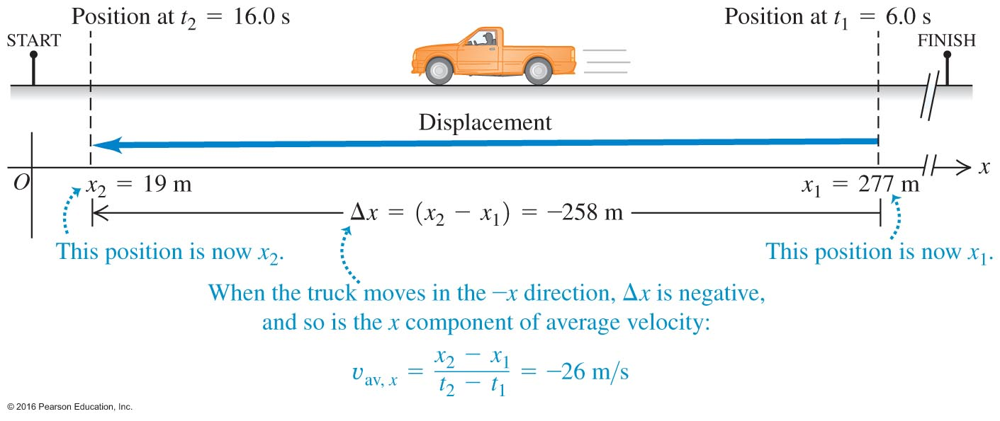 Position at t₂ = 16.0 s
Position at t₁ = 6.0 s
START
FINISH
Displacement
O
x
x₂ = 19 m
x₁ = 277 m
Δx = (x₂ − x₁) = −258 m
This position is now x₂.
This position is now x₁.
When the truck moves in the −x direction, Δx is negative,
and so is the x component of average velocity:
v_av, x = (x₂ − x₁)/(t₂ − t₁) = −26 m/s
© 2016 Pearson Education, Inc.